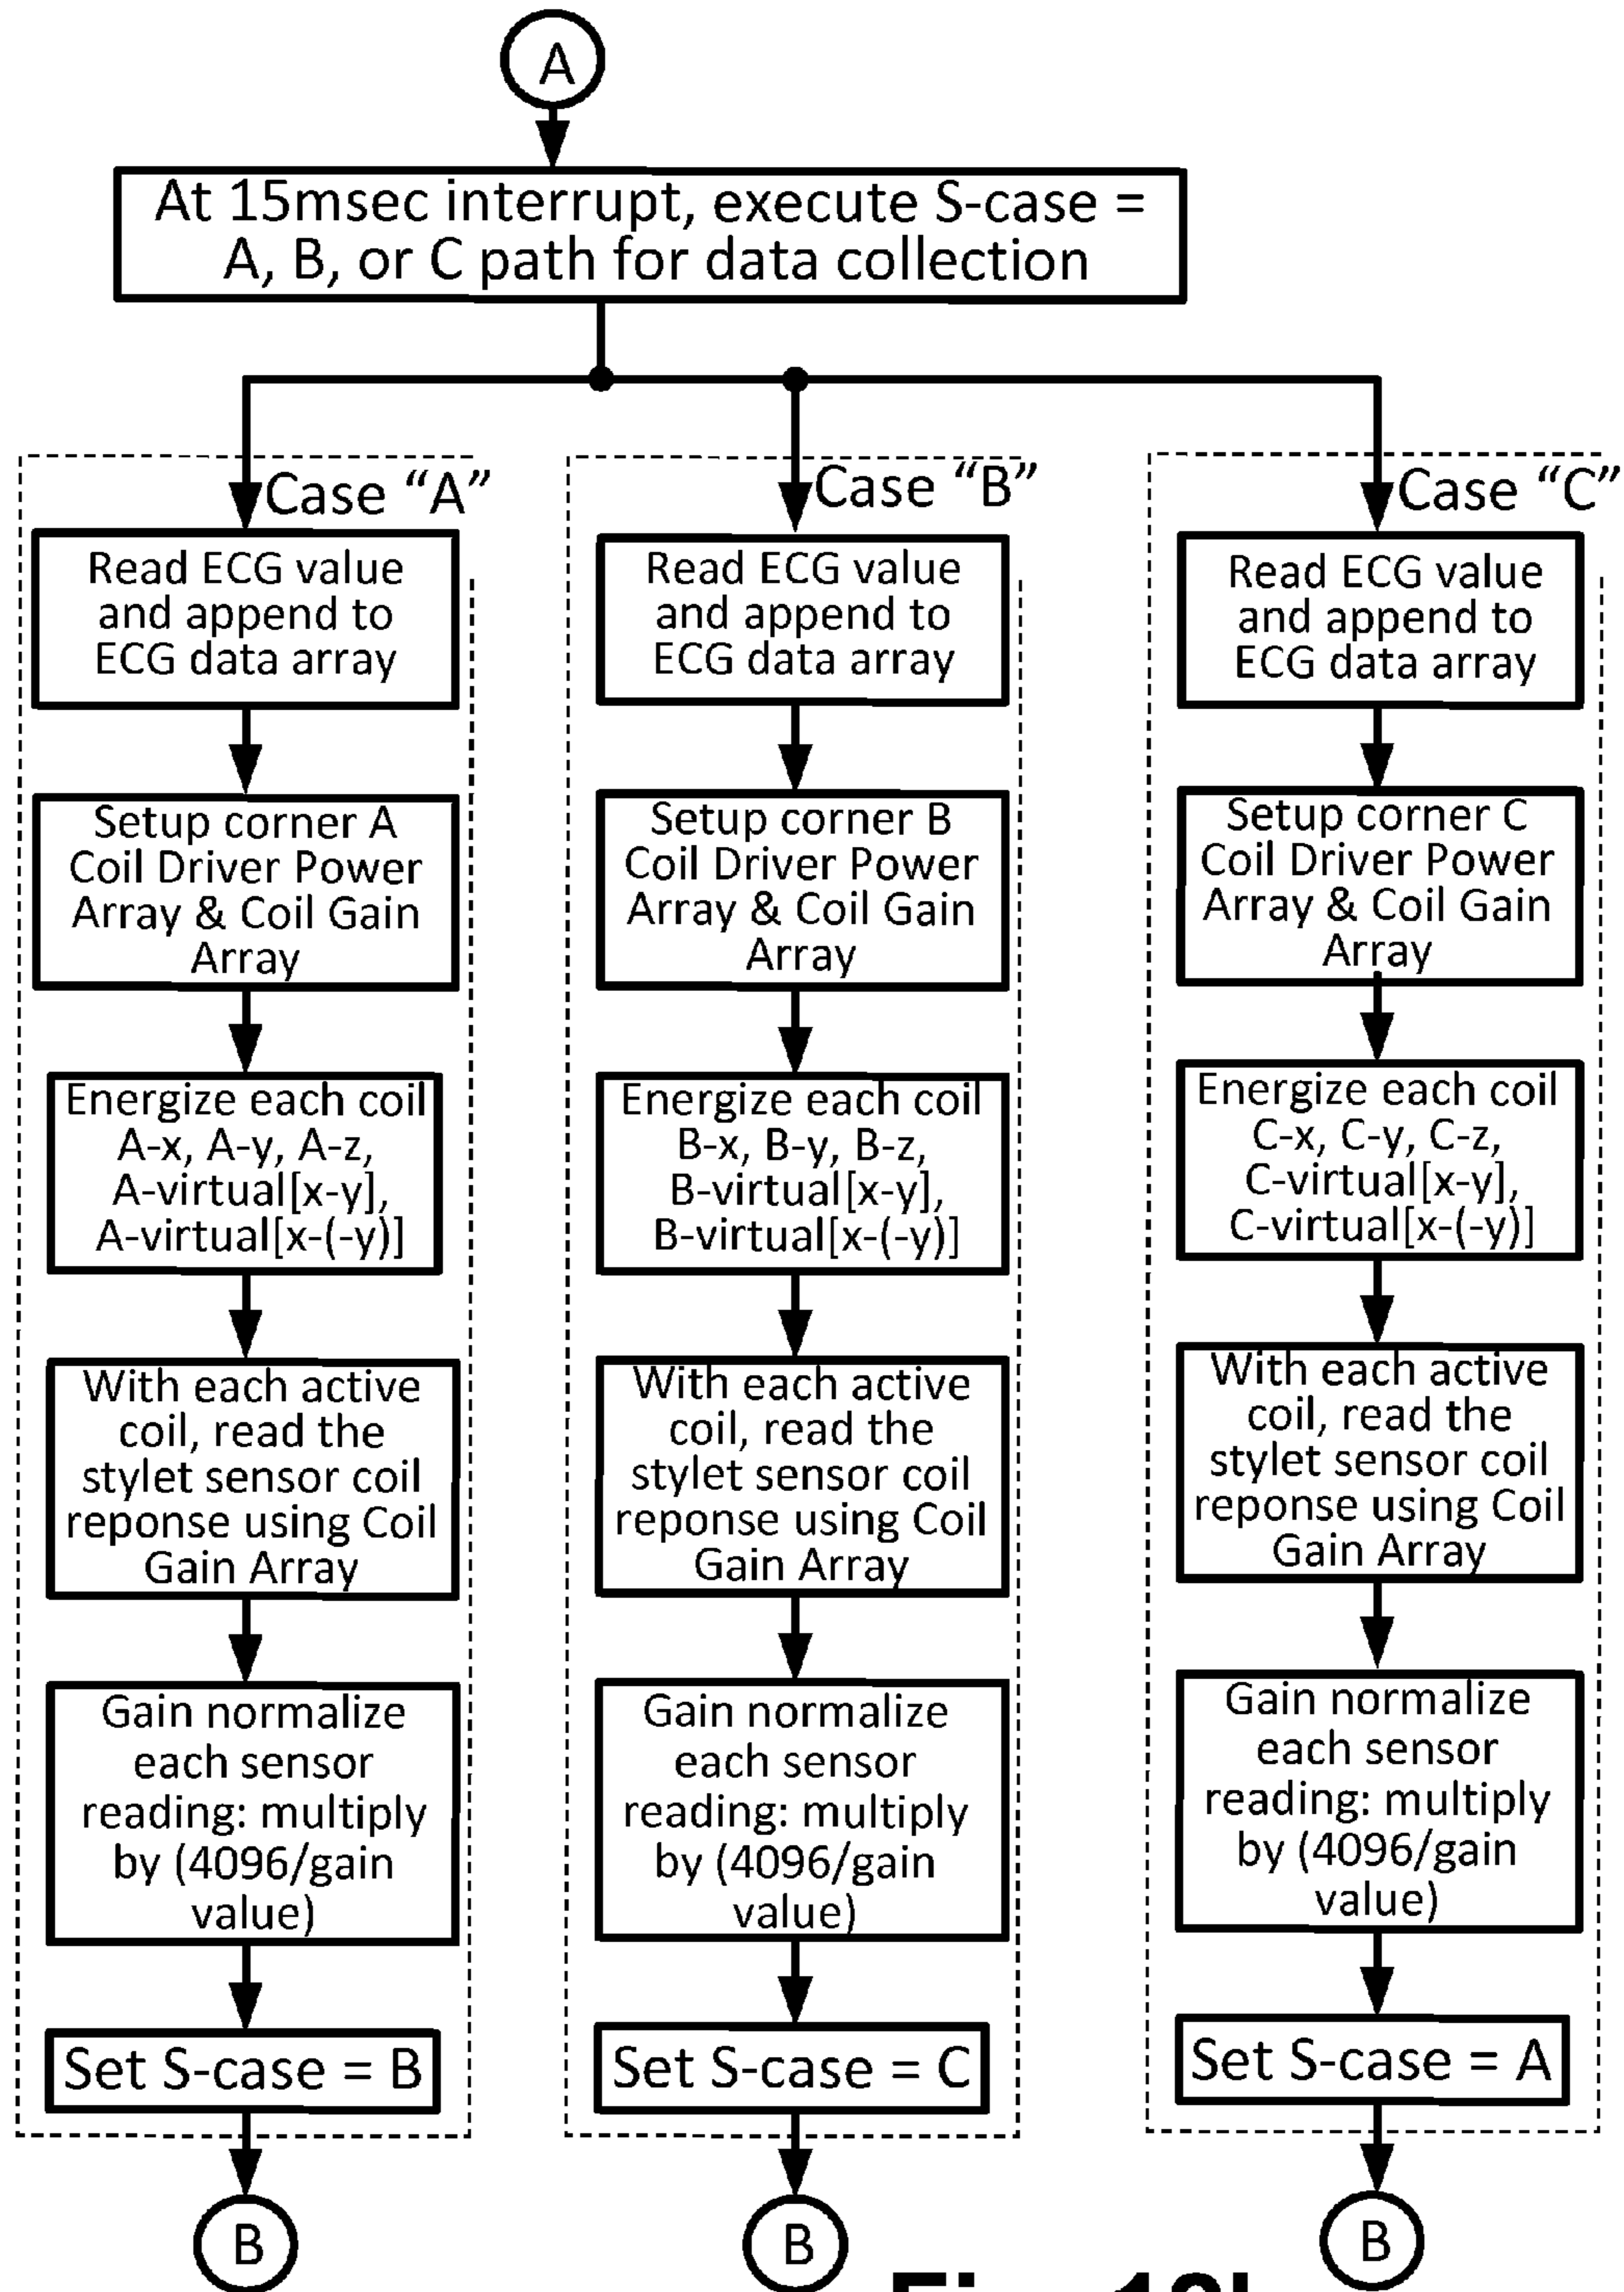 A
At 15msec interrupt, execute S-case =
A, B, or C path for data collection
Case “A”
Read ECG value
and append to
ECG data array
Setup corner A
Coil Driver Power
Array & Coil Gain
Array
Energize each coil
A-x, A-y, A-z,
A-virtual[x-y],
A-virtual[x-(-y)]
With each active
coil, read the
stylet sensor coil
reponse using Coil
Gain Array
Gain normalize
each sensor
reading: multiply
by (4096/gain
value)
Set S-case = B
B
Case “B”
Read ECG value
and append to
ECG data array
Setup corner B
Coil Driver Power
Array & Coil Gain
Array
Energize each coil
B-x, B-y, B-z,
B-virtual[x-y],
B-virtual[x-(-y)]
With each active
coil, read the
stylet sensor coil
reponse using Coil
Gain Array
Gain normalize
each sensor
reading: multiply
by (4096/gain
value)
Set S-case = C
B
Case “C”
Read ECG value
and append to
ECG data array
Setup corner C
Coil Driver Power
Array & Coil Gain
Array
Energize each coil
C-x, C-y, C-z,
C-virtual[x-y],
C-virtual[x-(-y)]
With each active
coil, read the
stylet sensor coil
reponse using Coil
Gain Array
Gain normalize
each sensor
reading: multiply
by (4096/gain
value)
Set S-case = A
B